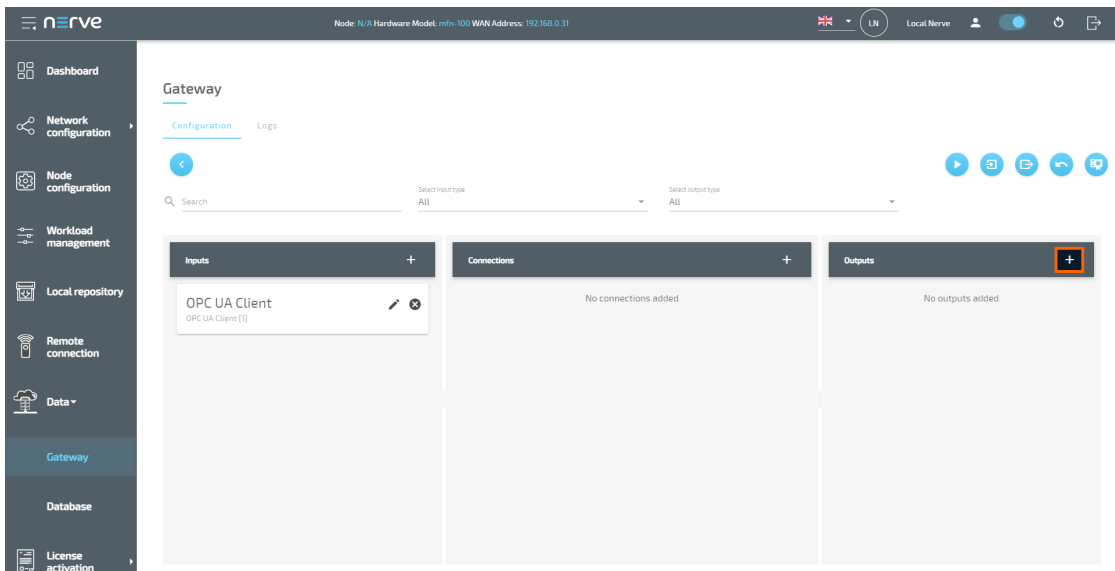 nerve
Node: N/A Hardware Model: mfn-100 WAN Address: 192.168.0.31
LN
Local Nerve
Dashboard
Network
configuration
Node
configuration
Workload
management
Local repository
Remote
connection
Data
Gateway
Database
License
activation
Gateway
Configuration
Logs
Search
Select input type
All
Select output type
All
Inputs +
Connections +
Outputs +
OPC UA Client
OPC UA Client [1]
No connections added
No outputs added